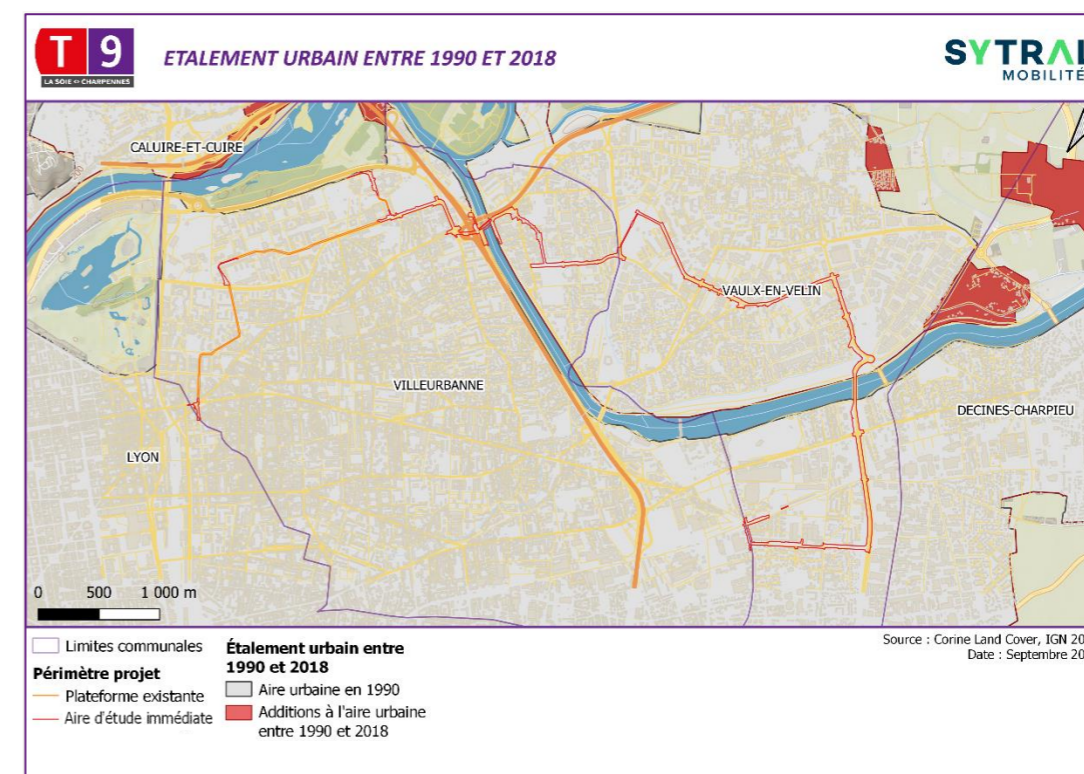 T 9
LA SOIE ⇔ CHARPENNES
ETALEMENT URBAIN ENTRE 1990 ET 2018
SYTRAL
MOBILITÉ
CALUIRE-ET-CUIRE
VAULX-EN-VELIN
VILLEURBANNE
DECINES-CHARPIEU
LYON
0 500 1 000 m
Limites communales
Périmètre projet
Plateforme existante
Aire d'étude immédiate
Étalement urbain entre
1990 et 2018
Aire urbaine en 1990
Additions à l'aire urbaine
entre 1990 et 2018
Source : Corine Land Cover, IGN 20
Date : Septembre 20